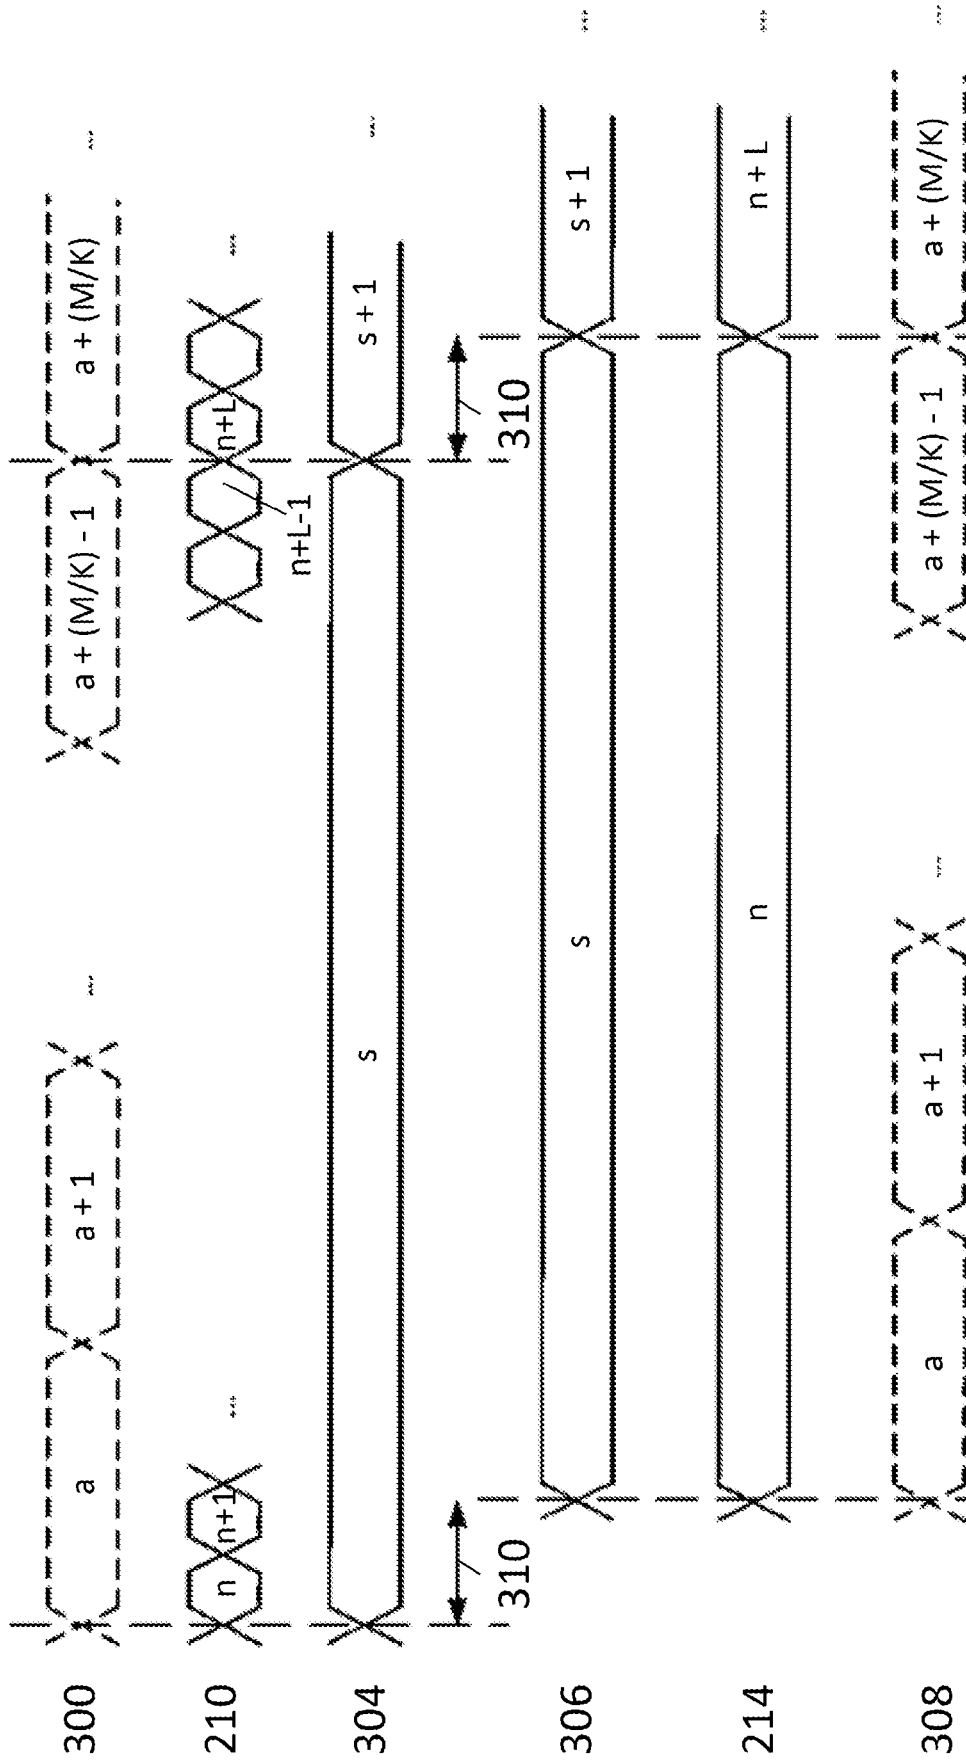 300 a a + 1 ... a + (M/K) - 1 a + (M/K) ...
210 n n+1 ... n+L-1 n+L ...
304 s s + 1 ...
310 310
306 s s + 1 ...
214 n n + L ...
308 a a + 1 ... a + (M/K) - 1 a + (M/K) ...